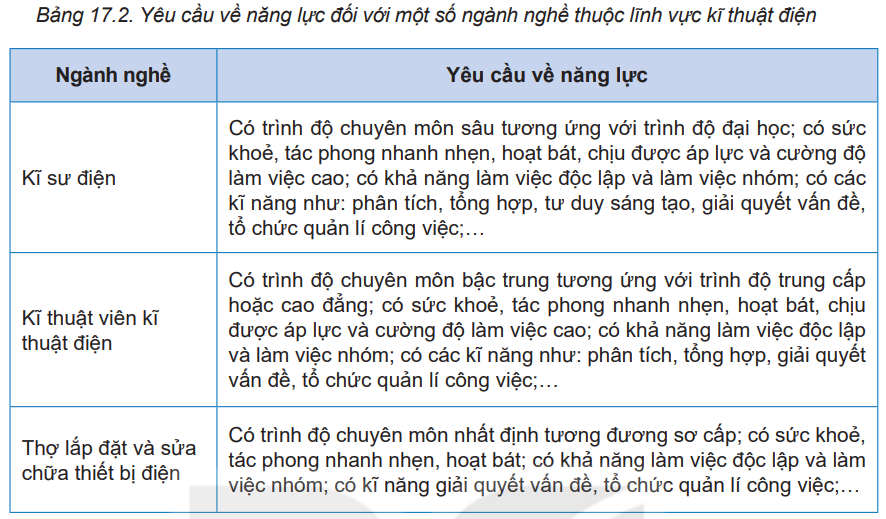 Bảng 17.2. Yêu cầu về năng lực đối với một số ngành nghề thuộc lĩnh vực kĩ thuật điện
Ngành nghề
Yêu cầu về năng lực
Kĩ sư điện
Có trình độ chuyên môn sâu tương ứng với trình độ đại học; có sức
khoẻ, tác phong nhanh nhẹn, hoạt bát, chịu được áp lực và cường độ
làm việc cao; có khả năng làm việc độc lập và làm việc nhóm; có các
kĩ năng như: phân tích, tổng hợp, tư duy sáng tạo, giải quyết vấn đề,
tổ chức quản lí công việc;…
Kĩ thuật viên kĩ
thuật điện
Có trình độ chuyên môn bậc trung tương ứng với trình độ trung cấp
hoặc cao đẳng; có sức khoẻ, tác phong nhanh nhẹn, hoạt bát, chịu
được áp lực và cường độ làm việc cao; có khả năng làm việc độc lập
và làm việc nhóm; có các kĩ năng như: phân tích, tổng hợp, giải quyết
vấn đề, tổ chức quản lí công việc;…
Thợ lắp đặt và sửa
chữa thiết bị điện
Có trình độ chuyên môn nhất định tương đương sơ cấp; có sức khoẻ,
tác phong nhanh nhẹn, hoạt bát; có khả năng làm việc độc lập và làm
việc nhóm; có kĩ năng giải quyết vấn đề, tổ chức quản lí công việc;…